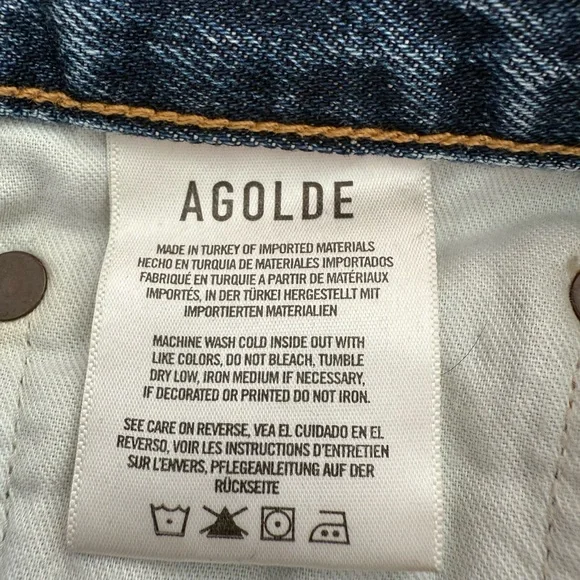 AGOLDE
MADE IN TURKEY OF IMPORTED MATERIALS
HECHO EN TURQUIA DE MATERIALES IMPORTADOS
FABRIQUÉ EN TURQUIE A PARTIR DE MATÉRIAUX
IMPORTÉS, IN DER TÜRKEI HERGESTELLT MIT
IMPORTIERTEN MATERIALIEN
MACHINE WASH COLD INSIDE OUT WITH
LIKE COLORS, DO NOT BLEACH, TUMBLE
DRY LOW, IRON MEDIUM IF NECESSARY,
IF DECORATED OR PRINTED DO NOT IRON.
SEE CARE ON REVERSE, VEA EL CUIDADO EN EL
REVERSO, VOIR LES INSTRUCTIONS D'ENTRETIEN
SUR L'ENVERS, PFLEGEANLEITUNG AUF DER
RÜCKSEITE